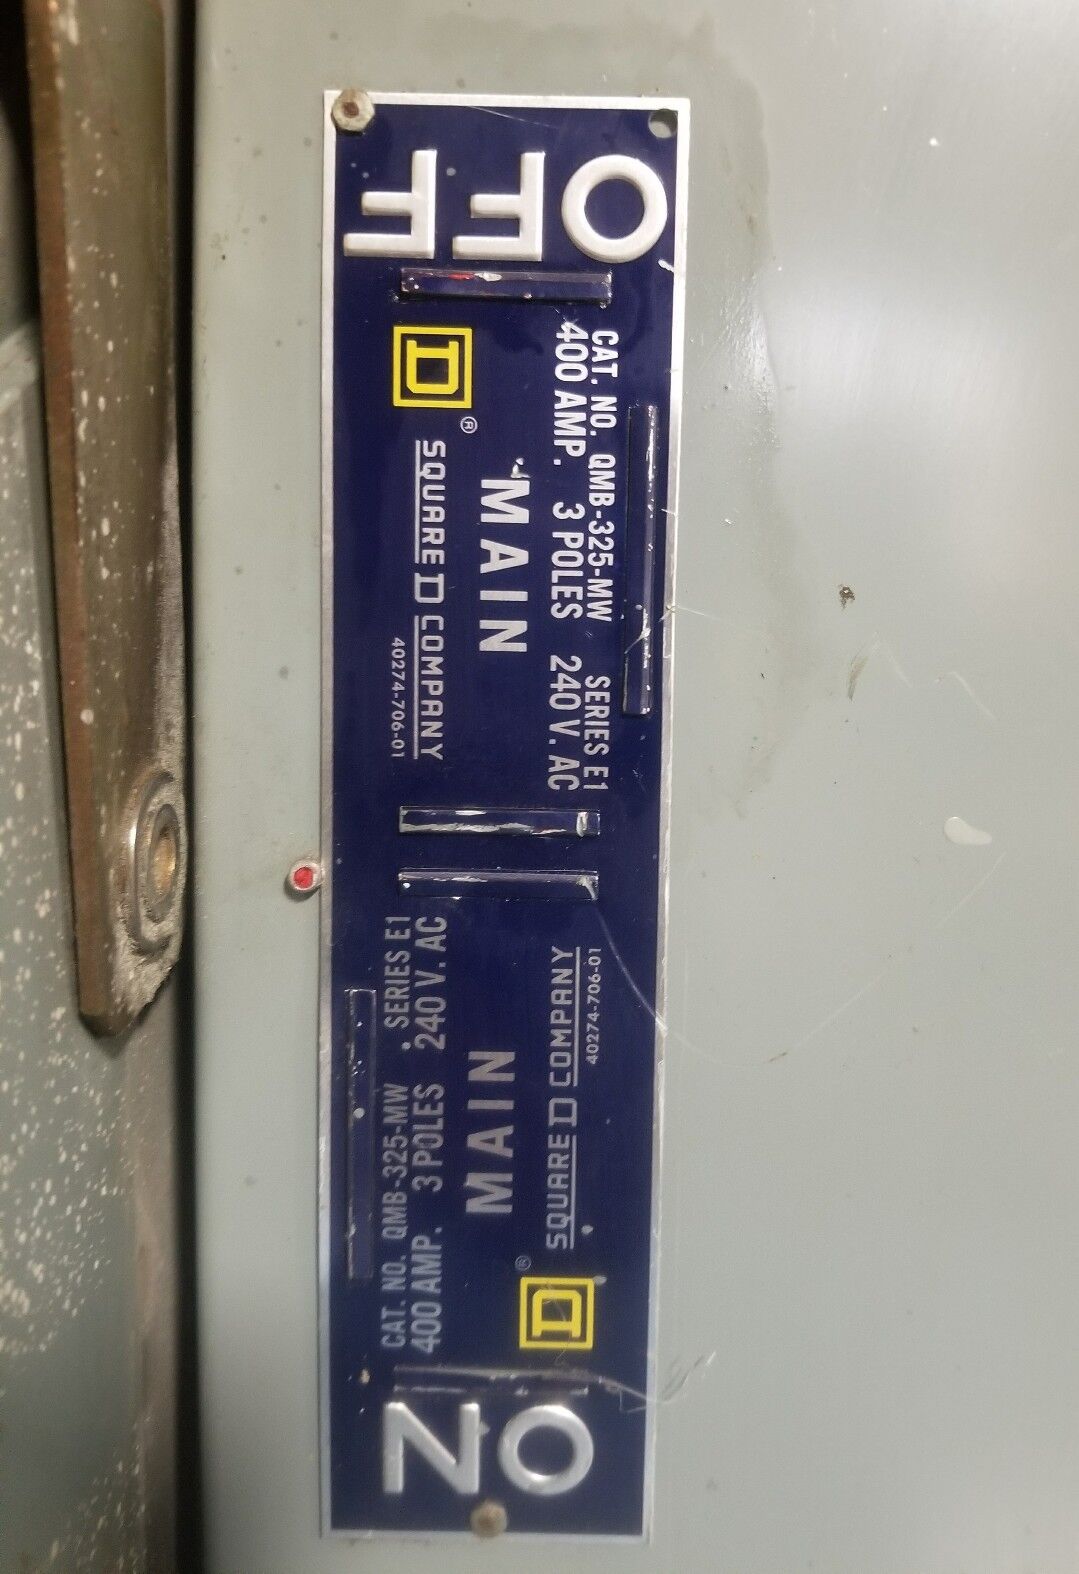 OFF
CAT. NO. QMB-325-MW SERIES E1
400 AMP. 3 POLES 240 V. AC
MAIN
D®
SQUARE D COMPANY
40274-706-01
40274-706-01
SQUARE D COMPANY
D®
MAIN
CAT. NO. QMB-325-MW SERIES E1
400 AMP. 3 POLES 240 V. AC
ON